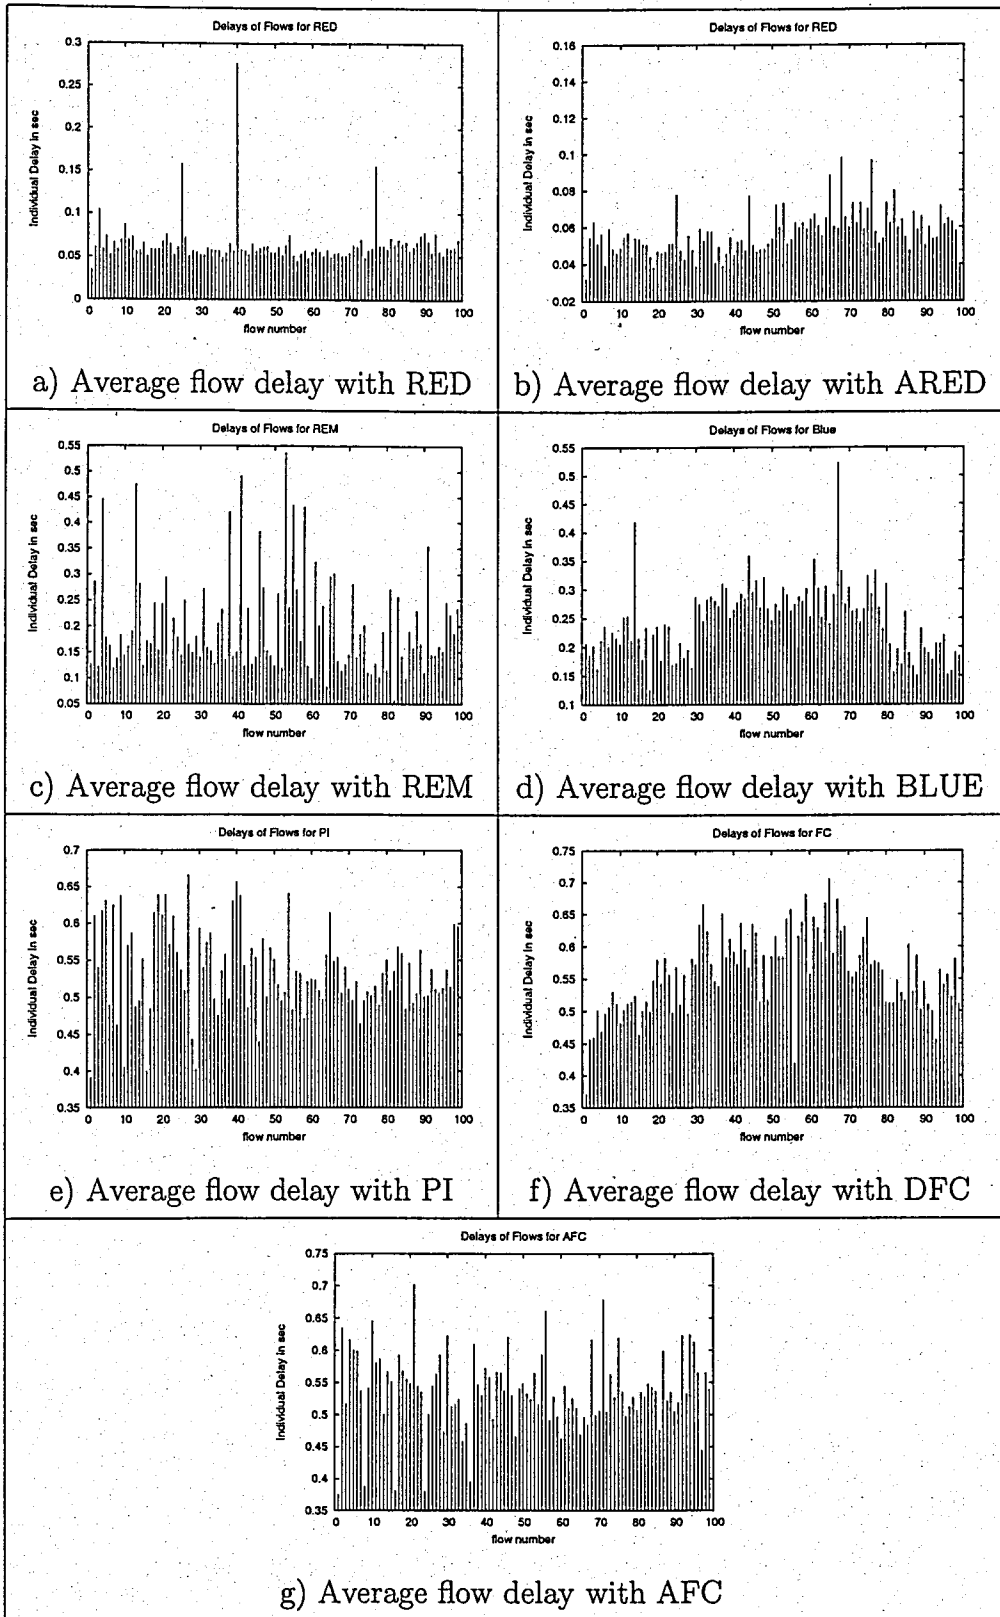 Delays of Flows for RED
0.3
0.25
0.2
0.15
0.1
0.05
0
Individual Delay in sec
0 10 20 30 40 50 60 70 80 90 100
flow number
a) Average flow delay with RED
Delays of Flows for RED
0.16
0.14
0.12
0.1
0.08
0.06
0.04
0.02
Individual Delay in sec
0 10 20 30 40 50 60 70 80 90 100
flow number
b) Average flow delay with ARED
Delays of Flows for REM
0.55
0.5
0.45
0.4
0.35
0.3
0.25
0.2
0.15
0.1
0.05
Individual Delay in sec
0 10 20 30 40 50 60 70 80 90 100
flow number
c) Average flow delay with REM
Delays of Flows for Blue
0.55
0.5
0.45
0.4
0.35
0.3
0.25
0.2
0.15
0.1
Individual Delay in sec
0 10 20 30 40 50 60 70 80 90 100
flow number
d) Average flow delay with BLUE
Delays of Flows for PI
0.7
0.65
0.6
0.55
0.5
0.45
0.4
0.35
Individual Delay in sec
0 10 20 30 40 50 60 70 80 90 100
flow number
e) Average flow delay with PI
Delays of Flows for FC
0.75
0.7
0.65
0.6
0.55
0.5
0.45
0.4
0.35
Individual Delay in sec
0 10 20 30 40 50 60 70 80 90 100
flow number
f) Average flow delay with DFC
Delays of Flows for AFC
0.75
0.7
0.65
0.6
0.55
0.5
0.45
0.4
0.35
Individual Delay in sec
0 10 20 30 40 50 60 70 80 90 100
flow number
g) Average flow delay with AFC